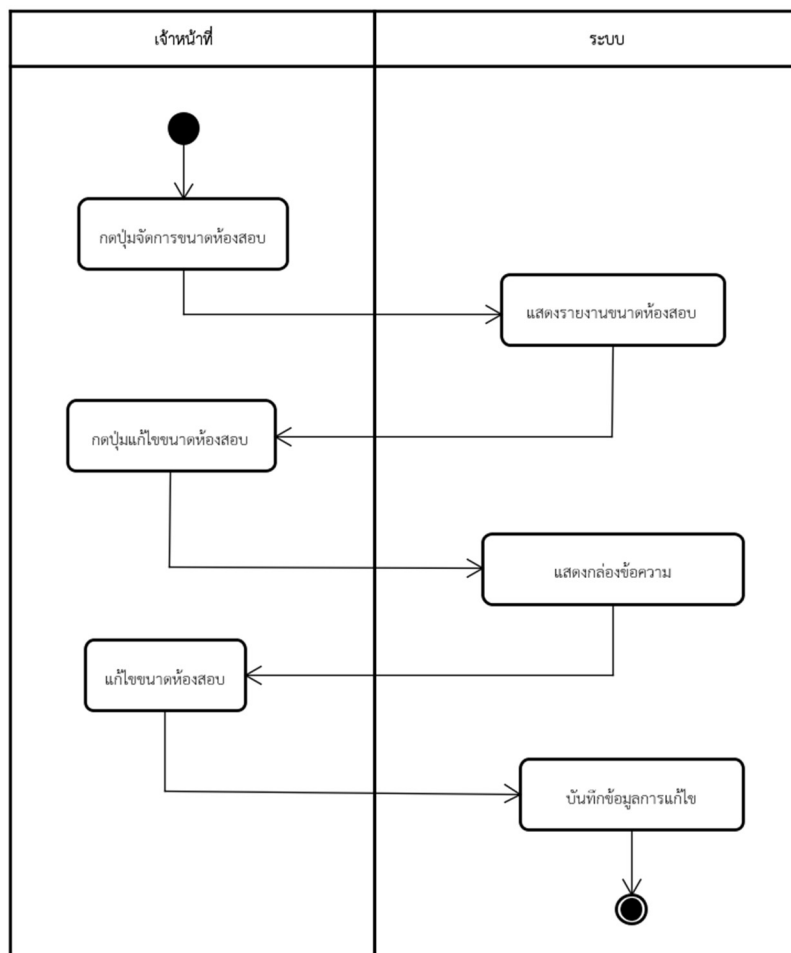 เจ้าหน้าที่
ระบบ
กดปุ่มจัดการขนาดห้องสอบ
แสดงรายงานขนาดห้องสอบ
กดปุ่มแก้ไขขนาดห้องสอบ
แสดงกล่องข้อความ
แก้ไขขนาดห้องสอบ
บันทึกข้อมูลการแก้ไข